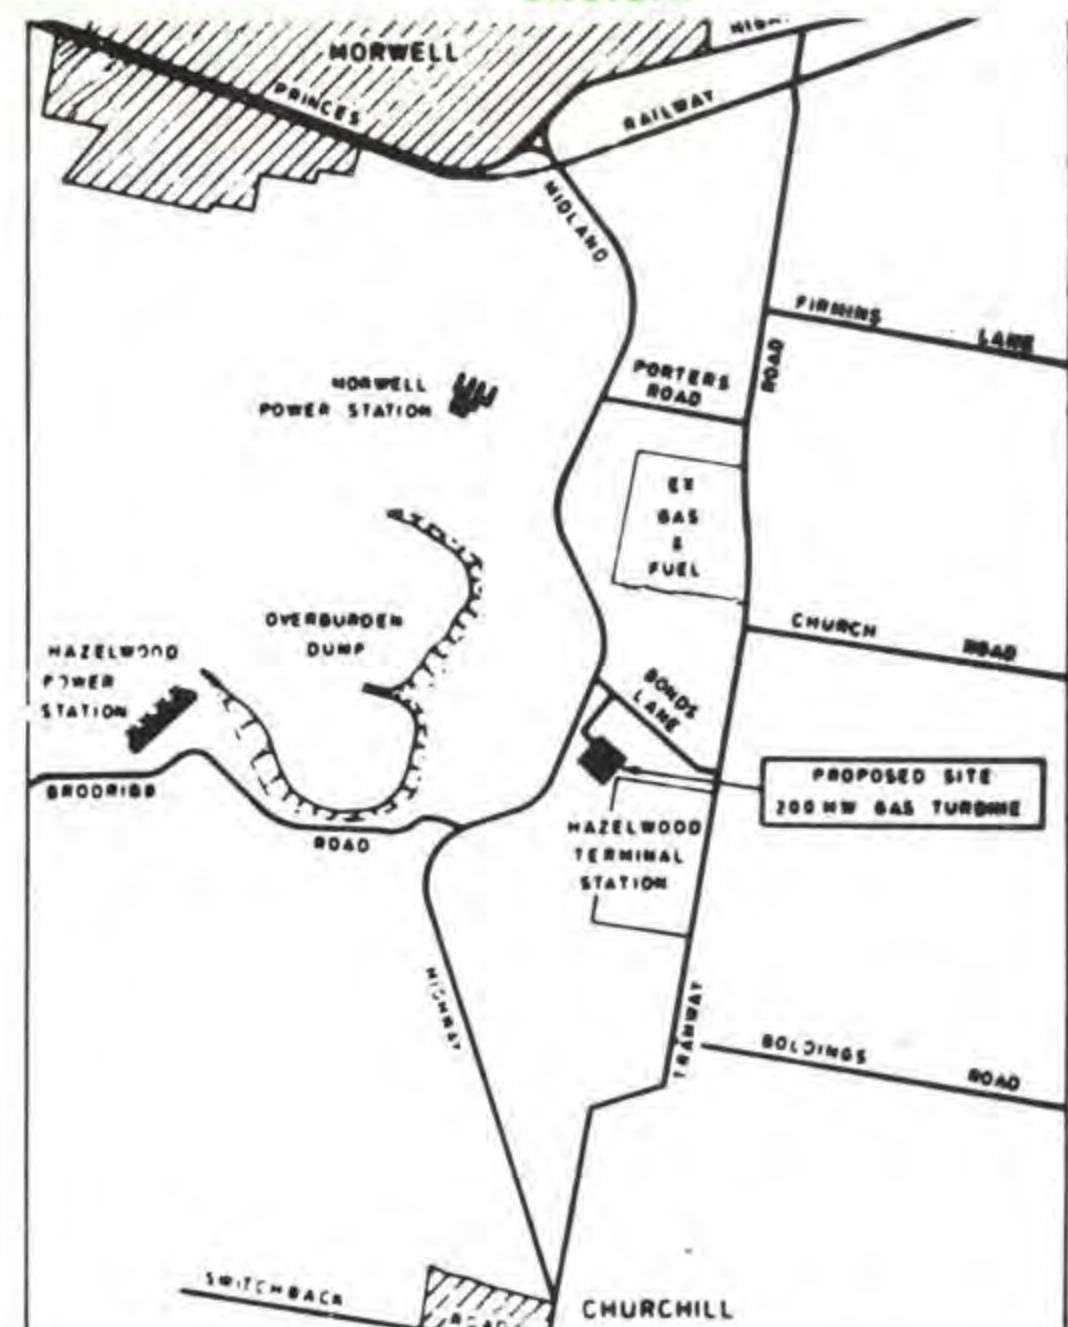 MORWELL
PRINCES
RAILWAY
MIDLAND
FIRMINS LANE
PORTERS
ROAD
ROAD
MORWELL
POWER STATION
EX
GAS
&
FUEL
OVERBURDEN
DUMP
CHURCH ROAD
HAZELWOOD
POWER
STATION
BONDS
LANE
PROPOSED SITE
200 MW GAS TURBINE
BRODRIBB
ROAD
HAZELWOOD
TERMINAL
STATION
HIGHWAY
TRAMWAY
BOLDINGS ROAD
SWITCHBACK
ROAD
CHURCHILL